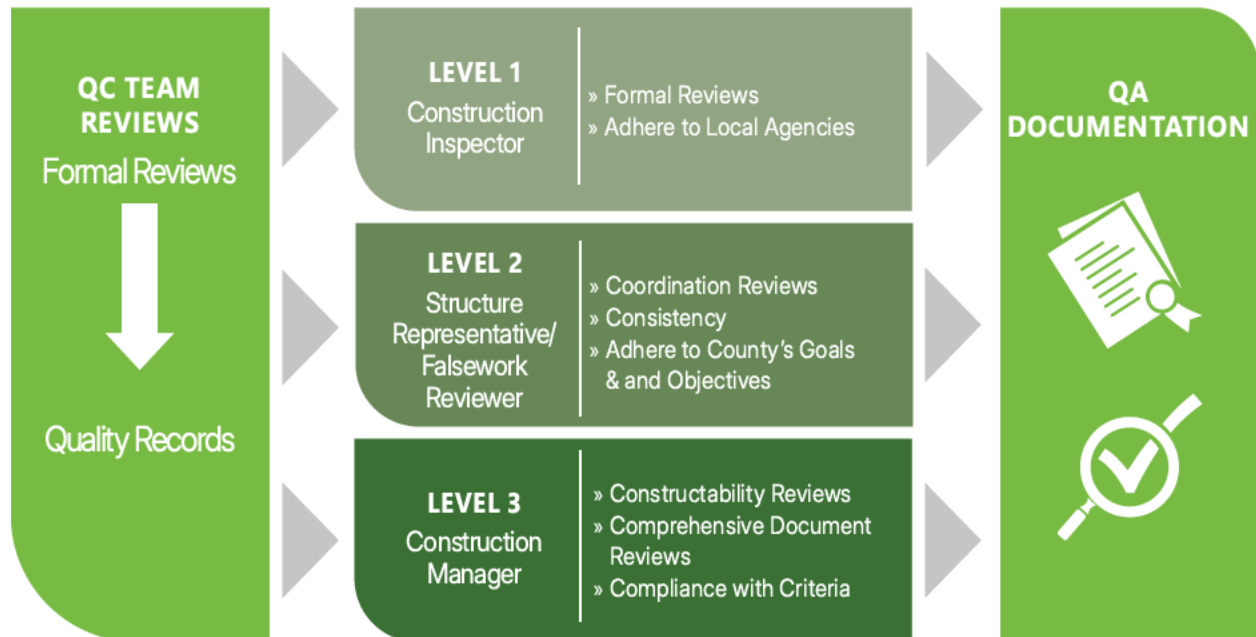 QC TEAM
REVIEWS
Formal Reviews
Quality Records
LEVEL 1
Construction
Inspector
» Formal Reviews
» Adhere to Local Agencies
LEVEL 2
Structure
Representative/
Falsework
Reviewer
» Coordination Reviews
» Consistency
» Adhere to County’s Goals
& and Objectives
LEVEL 3
Construction
Manager
» Constructability Reviews
» Comprehensive Document
Reviews
» Compliance with Criteria
QA
DOCUMENTATION